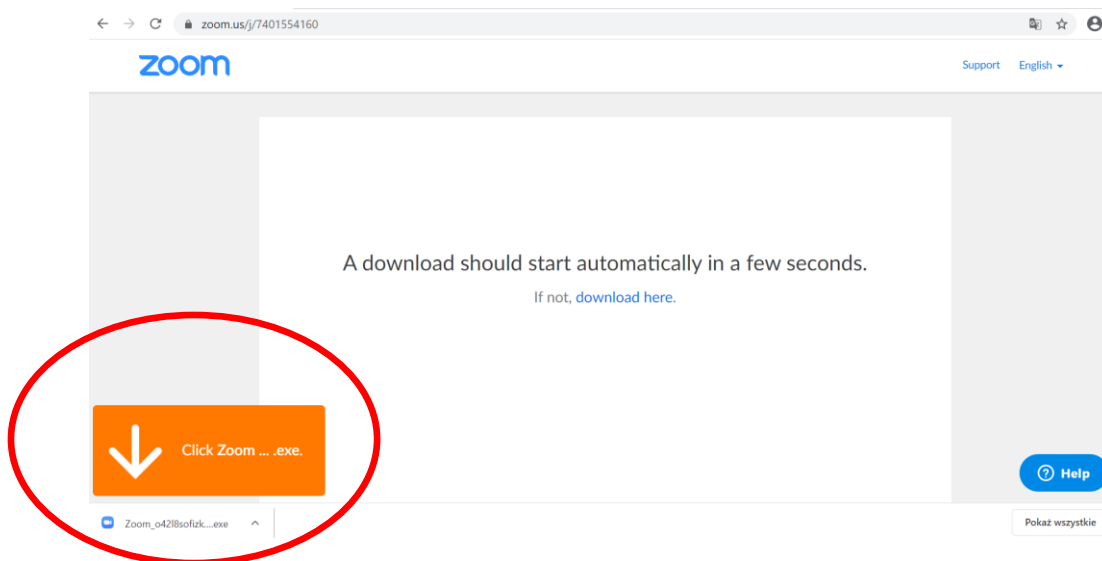 zoom.us/j/7401554160
zoom
Support English
A download should start automatically in a few seconds.
If not, download here.
Click Zoom ... .exe.
Help
Zoom_o42l8sofizk....exe
Pokaż wszystkie